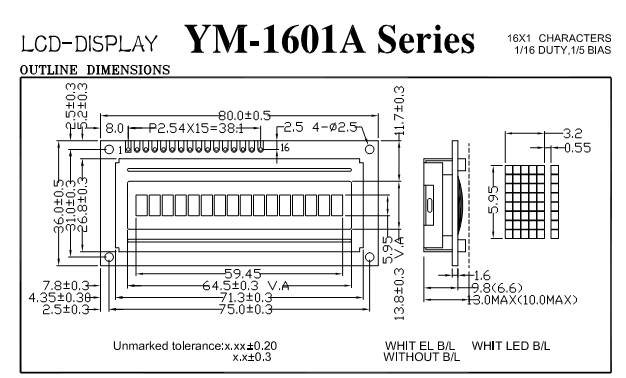 LCD-DISPLAY YM-1601A Series
16X1 CHARACTERS
1/16 DUTY,1/5 BIAS
OUTLINE DIMENSIONS
2.5±0.3
5.2±0.3
80.0±0.5
8.0 P2.54X15=38.1 2.5 4-Ø2.5
11.7±0.3
1 16
3.2
0.55
36.0±0.5
31.0±0.3
26.8±0.3
5.95
5.95
V.A
13.8±0.3
59.45
7.8±0.3 64.5±0.3 V.A
4.35±0.30 71.3±0.3
2.5±0.3 75.0±0.3
1.6
9.8(6.6)
13.0MAX(10.0MAX)
Unmarked tolerance:x.xx±0.20
x.x±0.3
WHIT EL B/L WHIT LED B/L
WITHOUT B/L